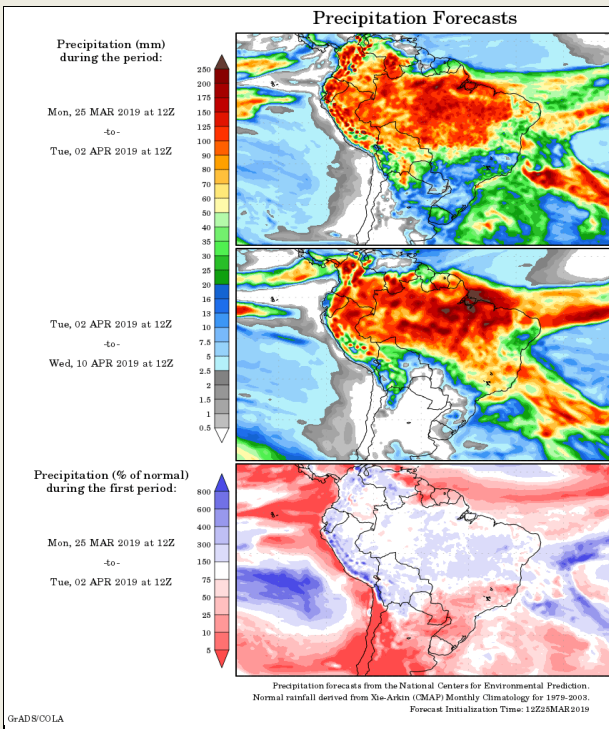 Precipitation Forecasts
Precipitation (mm)
during the period:
Mon, 25 MAR 2019 at 12Z
-to-
Tue, 02 APR 2019 at 12Z
250
200
175
150
125
100
90
80
70
60
50
40
35
30
25
20
16
13
10
7.5
5
2.5
2
1.5
1
0.5
Tue, 02 APR 2019 at 12Z
-to-
Wed, 10 APR 2019 at 12Z
Precipitation (% of normal)
during the first period:
Mon, 25 MAR 2019 at 12Z
-to-
Tue, 02 APR 2019 at 12Z
800
600
400
300
150
75
50
25
10
5
Precipitation forecasts from the National Centers for Environmental Prediction.
Normal rainfall derived from Xie-Arkin (CMAP) Monthly Climatology for 1979-2003.
Forecast Initialization Time: 12Z25MAR2019
GrADS/COLA